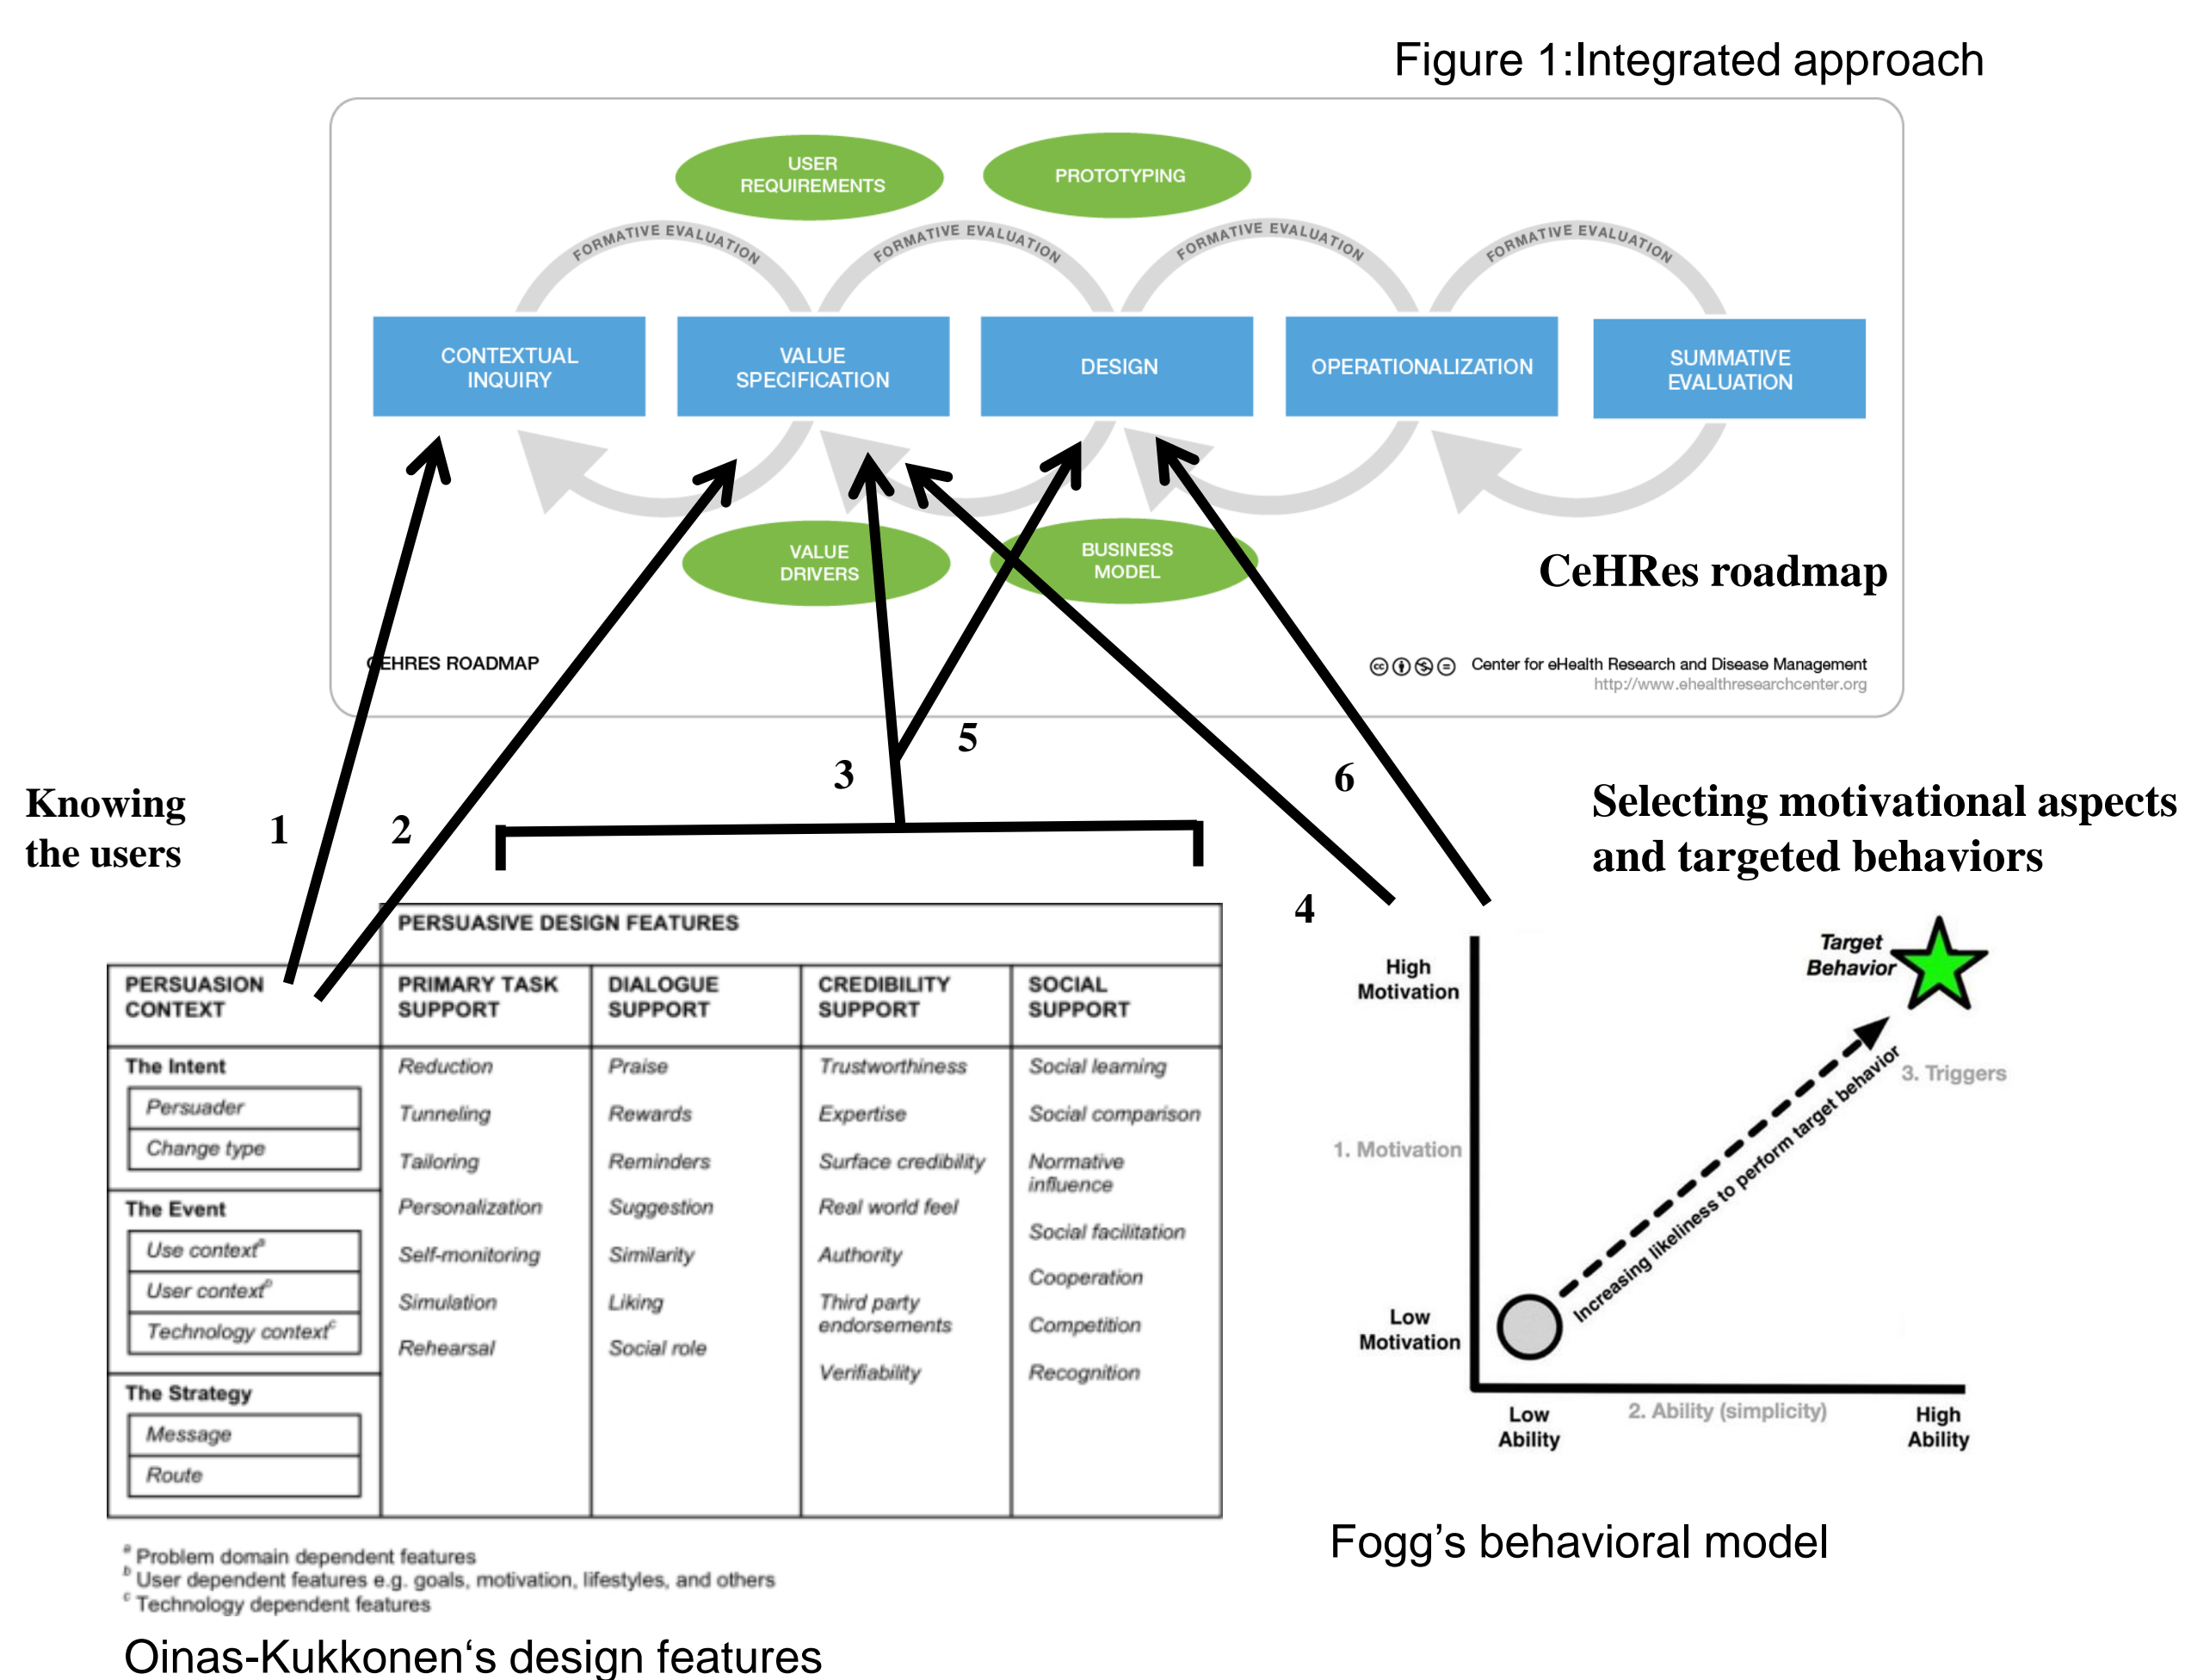 Figure 1:Integrated approach
USER
REQUIREMENTS
PROTOTYPING
FORMATIVE EVALUATION
FORMATIVE EVALUATION
FORMATIVE EVALUATION
FORMATIVE EVALUATION
CONTEXTUAL
INQUIRY
VALUE
SPECIFICATION
DESIGN
OPERATIONALIZATION
SUMMATIVE
EVALUATION
VALUE
DRIVERS
BUSINESS
MODEL
CeHRes roadmap
CEHRES ROADMAP
cc Center for eHealth Research and Disease Management
http://www.ehealthresearchcenter.org
Knowing
the users
1
2
3
5
4
6
Selecting motivational aspects
and targeted behaviors
PERSUASIVE DESIGN FEATURES
PERSUASION
CONTEXT
PRIMARY TASK
SUPPORT
DIALOGUE
SUPPORT
CREDIBILITY
SUPPORT
SOCIAL
SUPPORT
The Intent
Persuader
Change type
The Event
Use context^a
User context^b
Technology context^c
The Strategy
Message
Route
Reduction
Tunneling
Tailoring
Personalization
Self-monitoring
Simulation
Rehearsal
Praise
Rewards
Reminders
Suggestion
Similarity
Liking
Social role
Trustworthiness
Expertise
Surface credibility
Real world feel
Authority
Third party
endorsements
Verifiability
Social learning
Social comparison
Normative
influence
Social facilitation
Cooperation
Competition
Recognition
^a Problem domain dependent features
^b User dependent features e.g. goals, motivation, lifestyles, and others
^c Technology dependent features
Oinas-Kukkonen‘s design features
High
Motivation
Target
Behavior
3. Triggers
1. Motivation
Increasing likeliness to perform target behavior
Low
Motivation
Low
Ability
2. Ability (simplicity)
High
Ability
Fogg’s behavioral model